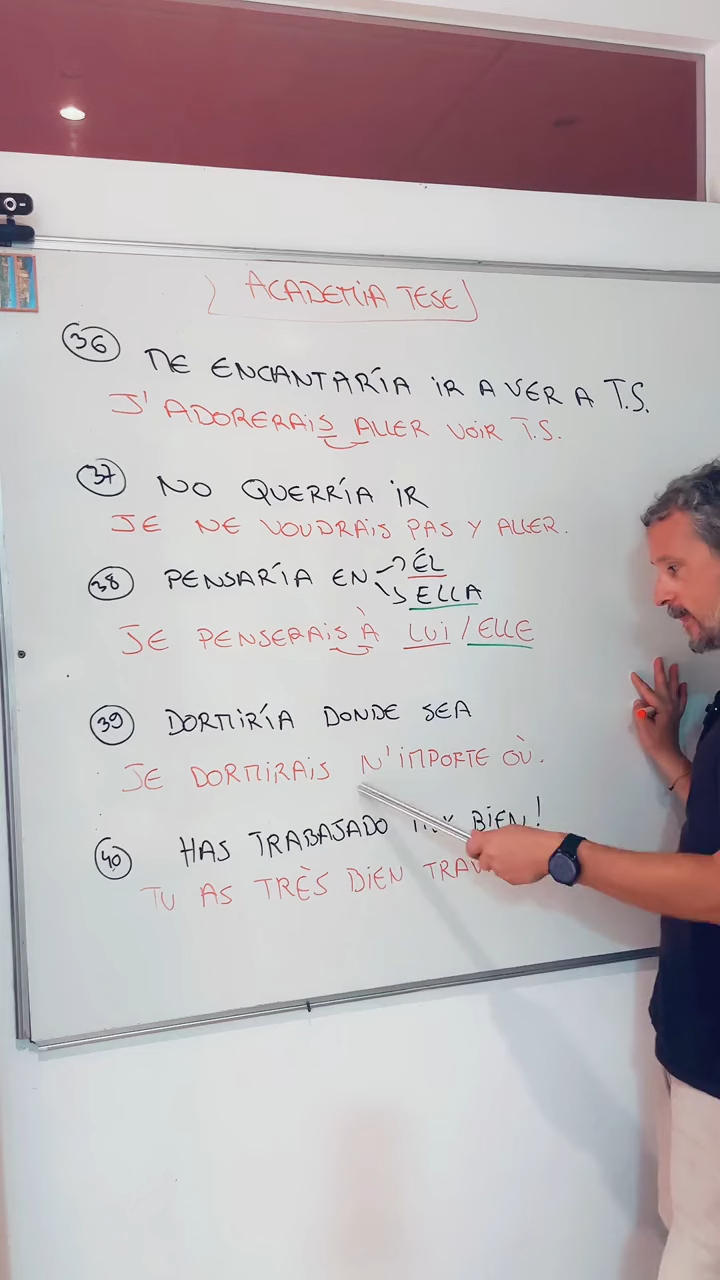 ACADEMIA TESE
36 ME ENCANTARÍA IR A VER A T.S.
J'ADORERAIS ALLER VOIR T.S.
37 NO QUERRÍA IR
JE NE VOUDRAIS PAS Y ALLER.
38 PENSARÍA EN ÉL
ELLA
JE PENSERAIS À LUI / ELLE
39 DORMIRÍA DONDE SEA
JE DORMIRAIS N'IMPORTE OÙ.
40 HAS TRABAJADO BIEN!
TU AS TRÈS BIEN